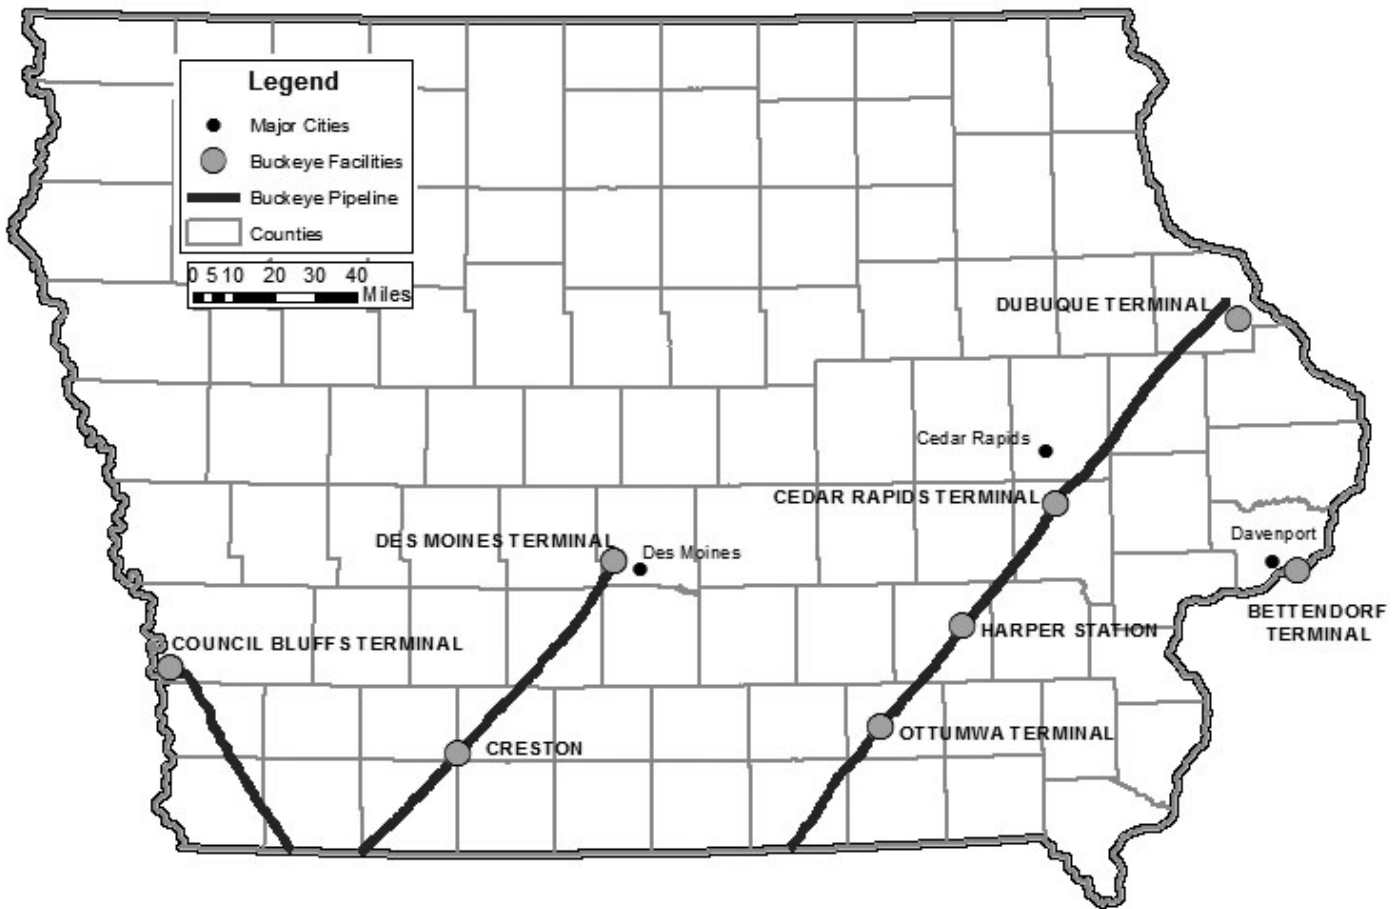 Legend
Major Cities
Buckeye Facilities
Buckeye Pipeline
Counties
0 5 10 20 30 40
Miles
DUBUQUE TERMINAL
Cedar Rapids
CEDAR RAPIDS TERMINAL
Davenport
DES MOINES TERMINAL
Des Moines
BETTENDORF
TERMINAL
HARPER STATION
COUNCIL BLUFFS TERMINAL
OTTUMWA TERMINAL
CRESTON